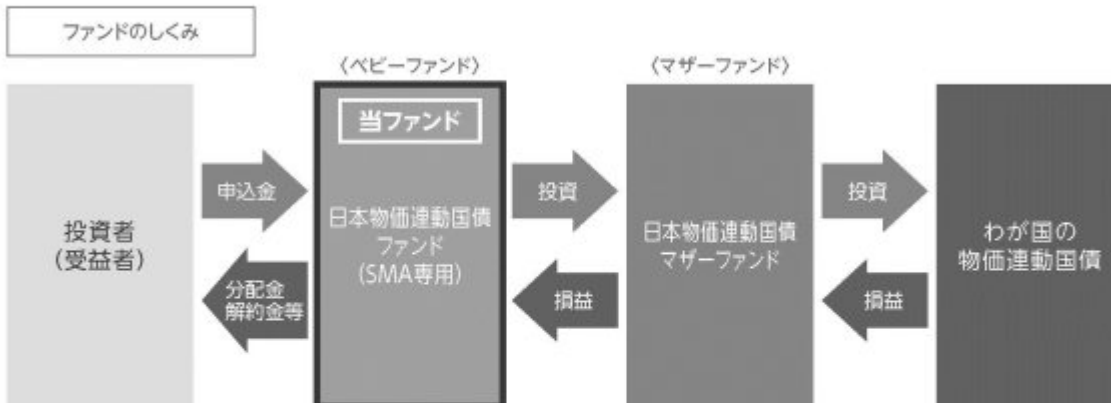 ファンドのしくみ
〈ベビーファンド〉
〈マザーファンド〉
投資者
(受益者)
申込金
分配金
解約金等
当ファンド
日本物価連動国債
ファンド
(SMA専用)
投資
損益
日本物価連動国債
マザーファンド
投資
損益
わが国の
物価連動国債